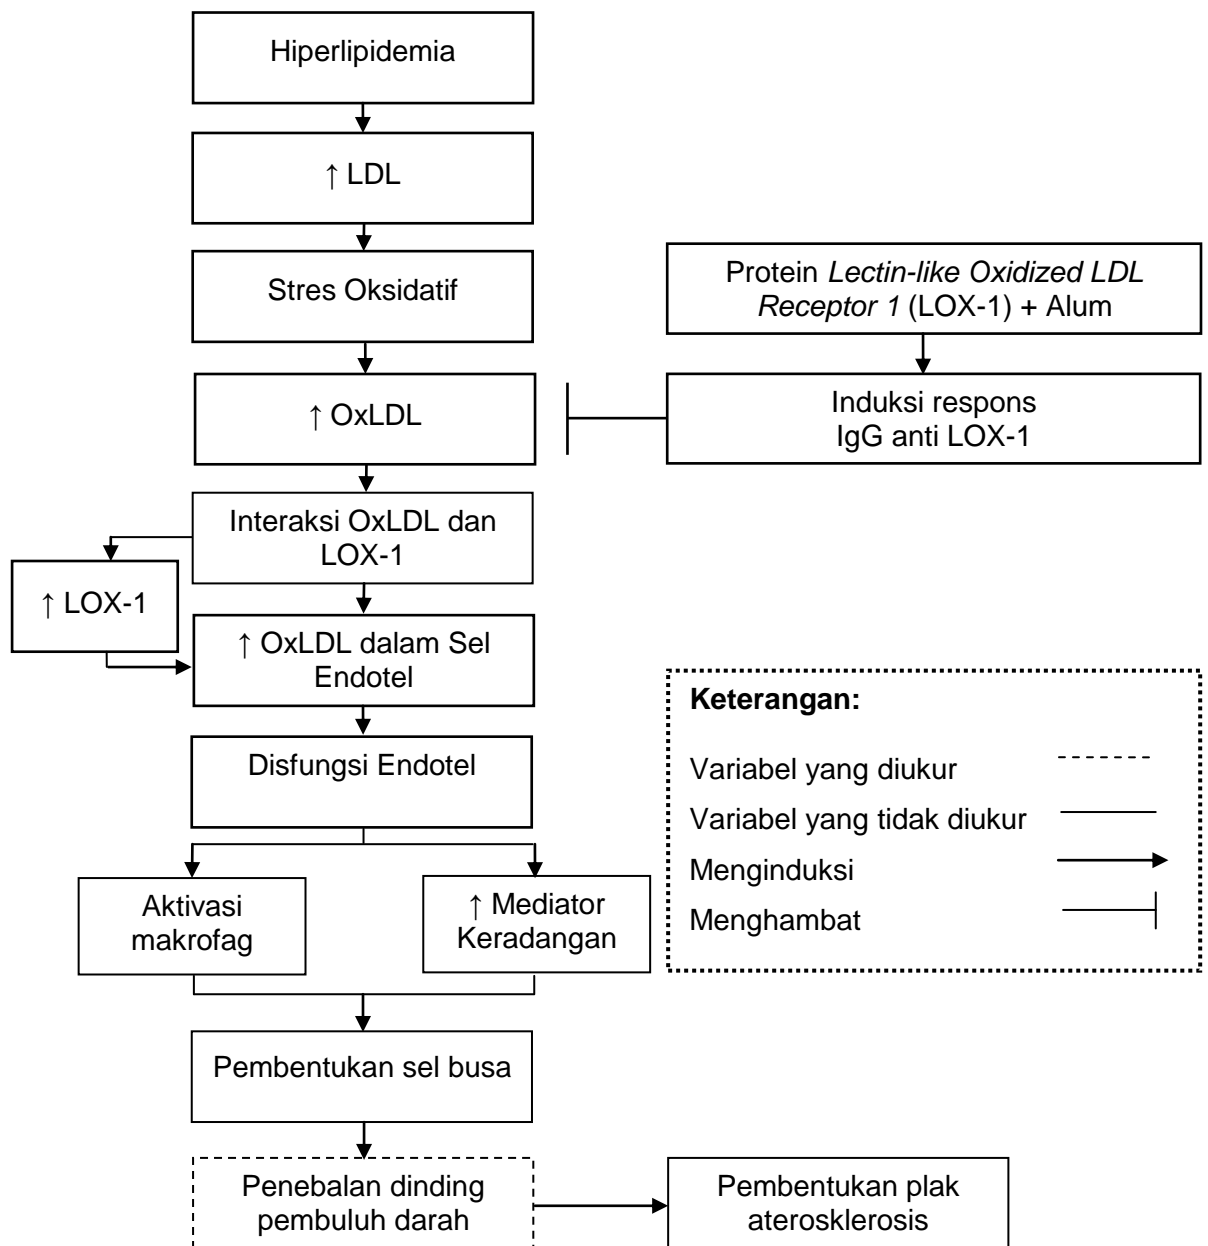 Hiperlipidemia
↑ LDL
Stres Oksidatif
Protein Lectin-like Oxidized LDL
Receptor 1 (LOX-1) + Alum
↑ OxLDL
Induksi respons
IgG anti LOX-1
Interaksi OxLDL dan
LOX-1
↑ LOX-1
↑ OxLDL dalam Sel
Endotel
Disfungsi Endotel
Aktivasi
makrofag
↑ Mediator
Keradangan
Pembentukan sel busa
Penebalan dinding
pembuluh darah
Pembentukan plak
aterosklerosis
Keterangan:
Variabel yang diukur
Variabel yang tidak diukur
Menginduksi
Menghambat